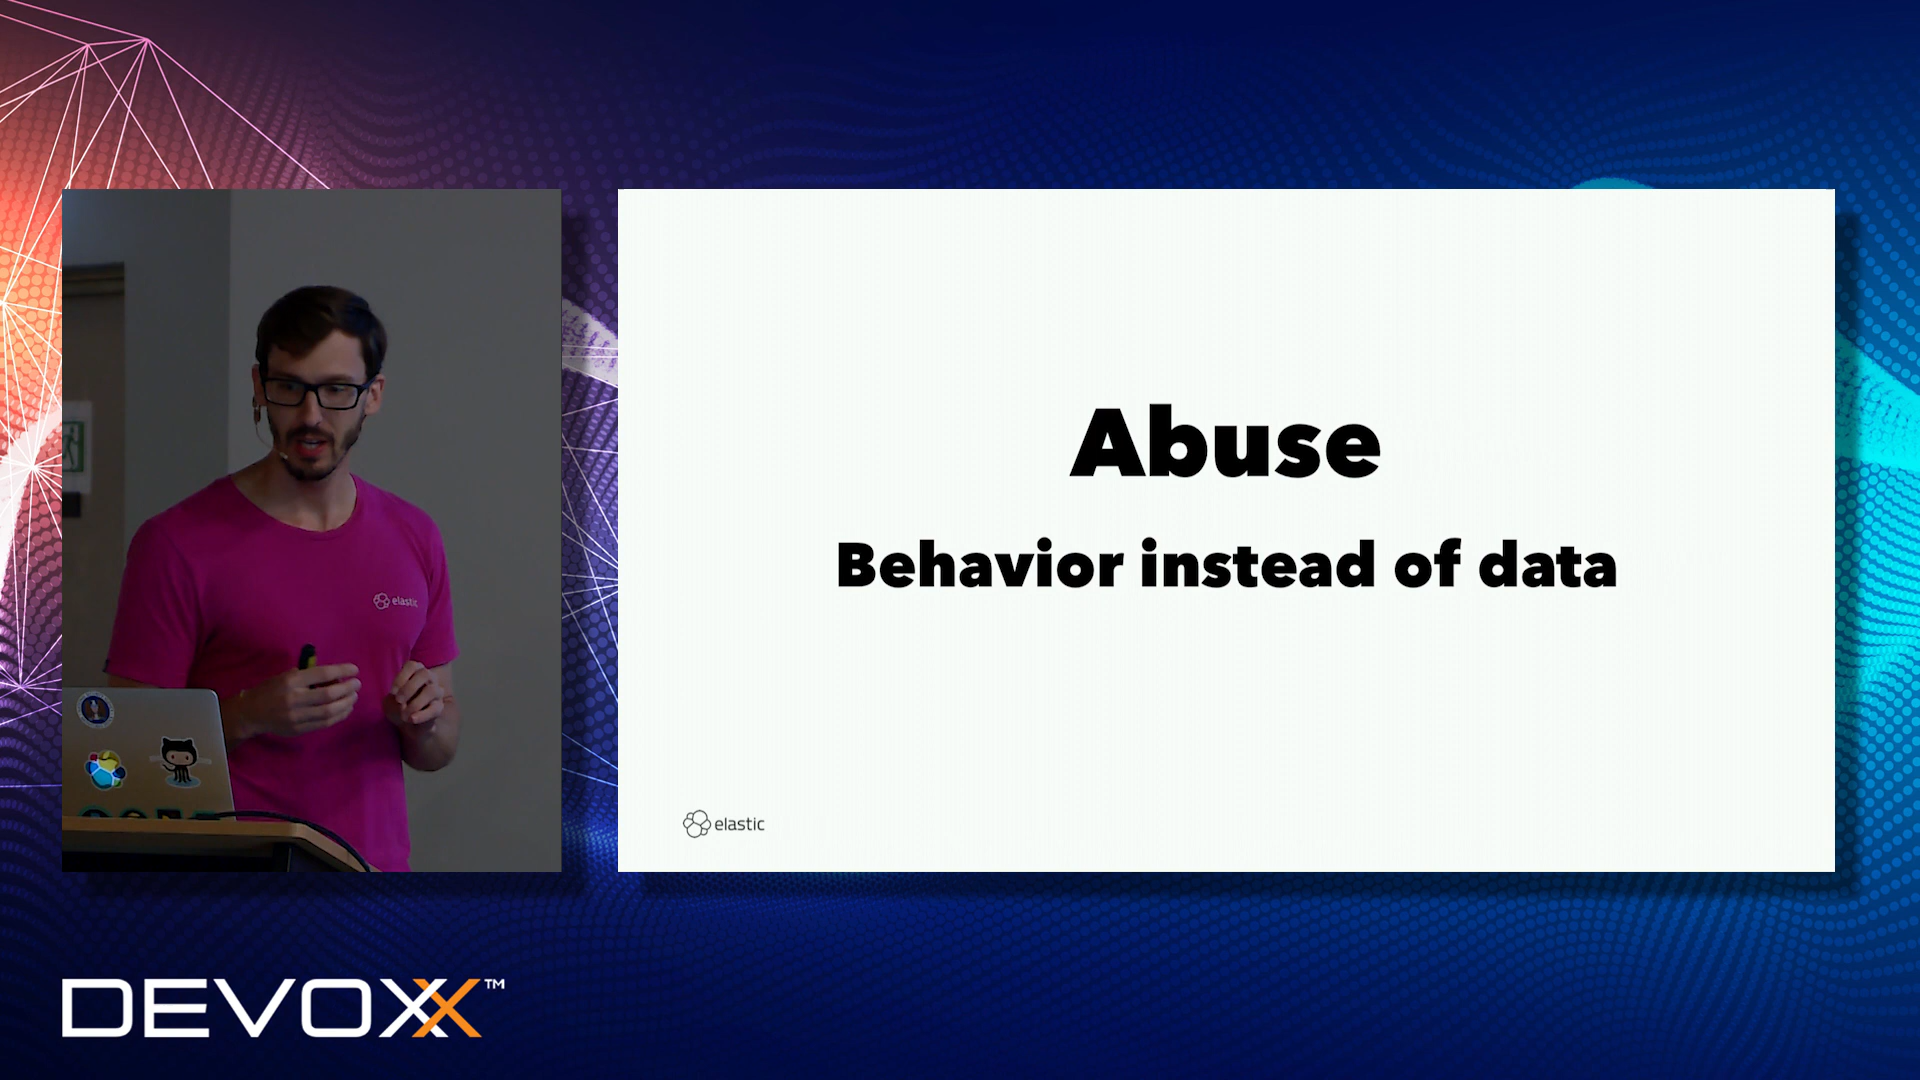 elastic
Abuse
Behavior instead of data
elastic
DEVOXX™